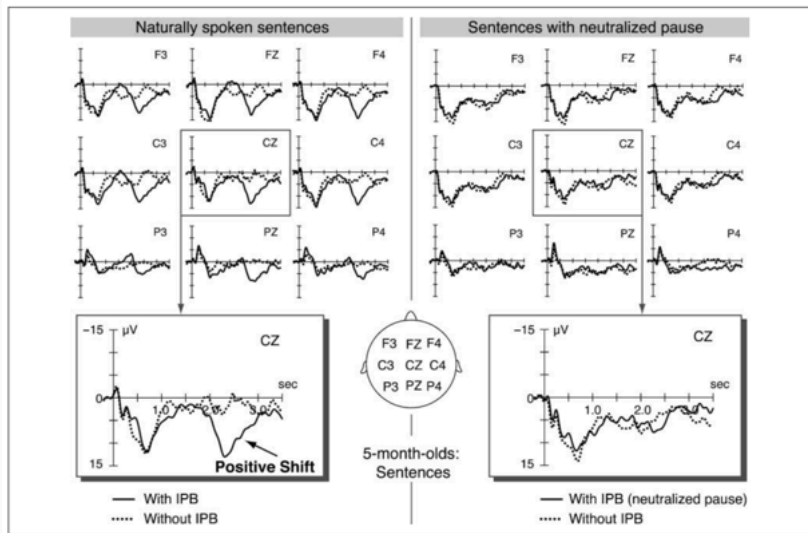 Naturally spoken sentences
F3 FZ F4
C3 CZ C4
P3 PZ P4
-15 µV
CZ
sec
0
1.0 2.0 3.0
15
Positive Shift
With IPB
Without IPB
F3 FZ F4
C3 CZ C4
P3 PZ P4
5-month-olds:
Sentences
Sentences with neutralized pause
F3 FZ F4
C3 CZ C4
P3 PZ P4
-15 µV
CZ
sec
0
1.0 2.0 3.0
15
With IPB (neutralized pause)
Without IPB